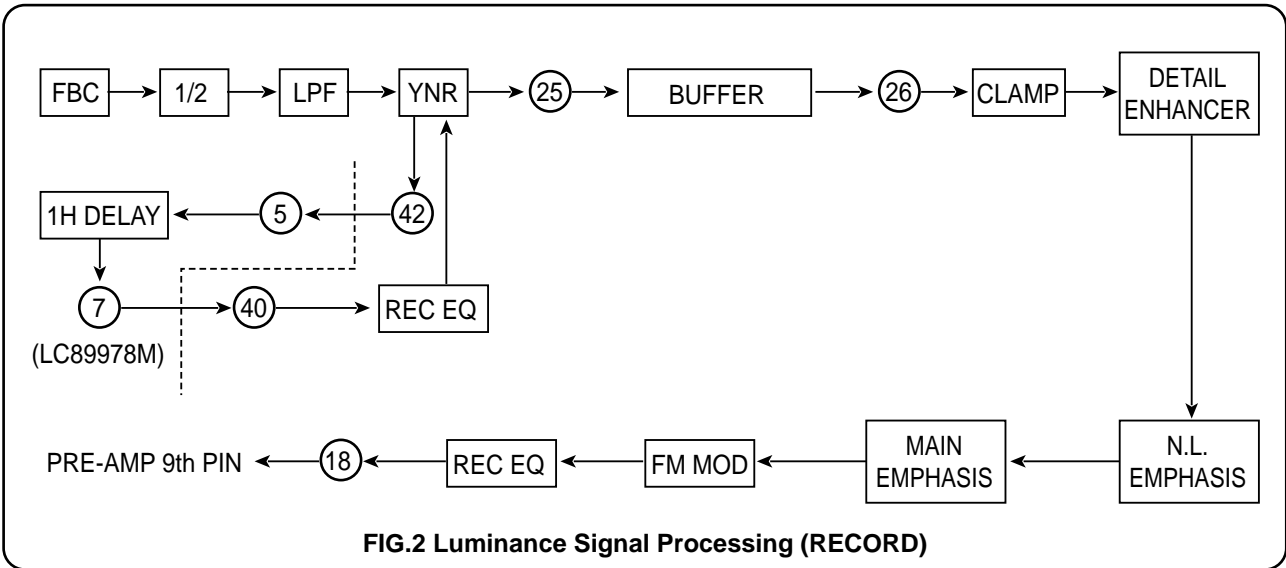 FBC
1/2
LPF
YNR
25
BUFFER
26
CLAMP
DETAIL
ENHANCER
1H DELAY
5
42
7
40
REC EQ
(LC89978M)
PRE-AMP 9th PIN
18
REC EQ
FM MOD
MAIN
EMPHASIS
N.L.
EMPHASIS
FIG.2 Luminance Signal Processing (RECORD)